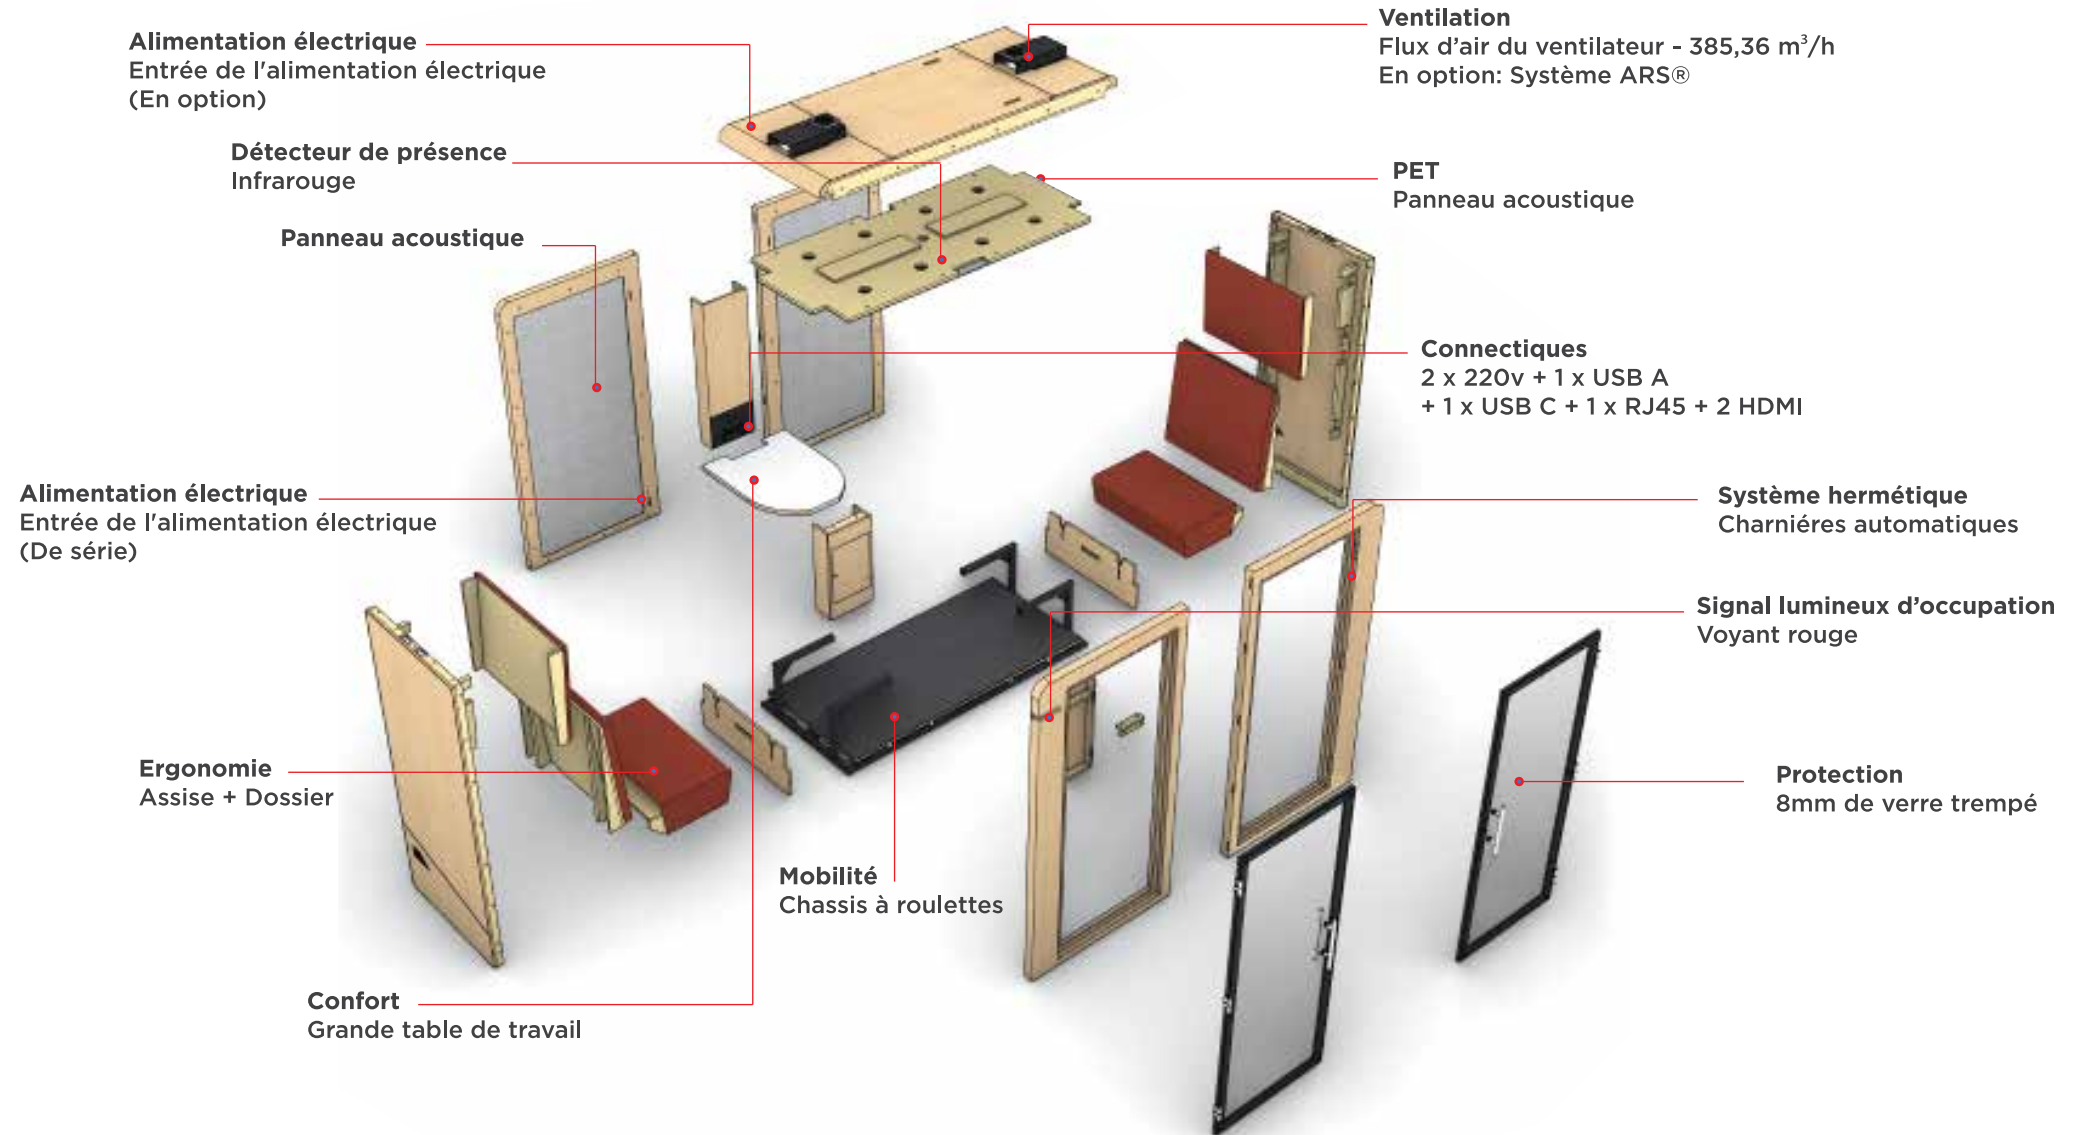 Alimentation électrique
Entrée de l'alimentation électrique
(En option)
Ventilation
Flux d’air du ventilateur - 385,36 m³/h
En option: Système ARS®
Détecteur de présence
Infrarouge
PET
Panneau acoustique
Panneau acoustique
Connectiques
2 x 220v + 1 x USB A
+ 1 x USB C + 1 x RJ45 + 2 HDMI
Alimentation électrique
Entrée de l'alimentation électrique
(De série)
Système hermétique
Charniéres automatiques
Signal lumineux d’occupation
Voyant rouge
Ergonomie
Assise + Dossier
Protection
8mm de verre trempé
Mobilité
Chassis à roulettes
Confort
Grande table de travail